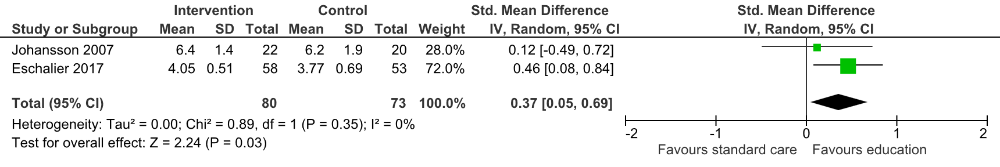 Intervention Control Std. Mean Difference Std. Mean Difference
Study or Subgroup Mean SD Total Mean SD Total Weight IV, Random, 95% CI IV, Random, 95% CI
Johansson 2007 6.4 1.4 22 6.2 1.9 20 28.0% 0.12 [-0.49, 0.72]
Eschalier 2017 4.05 0.51 58 3.77 0.69 53 72.0% 0.46 [0.08, 0.84]
Total (95% CI) 80 73 100.0% 0.37 [0.05, 0.69]
Heterogeneity: Tau² = 0.00; Chi² = 0.89, df = 1 (P = 0.35); I² = 0%
-2 -1 0 1 2
Test for overall effect: Z = 2.24 (P = 0.03)
Favours standard care Favours education